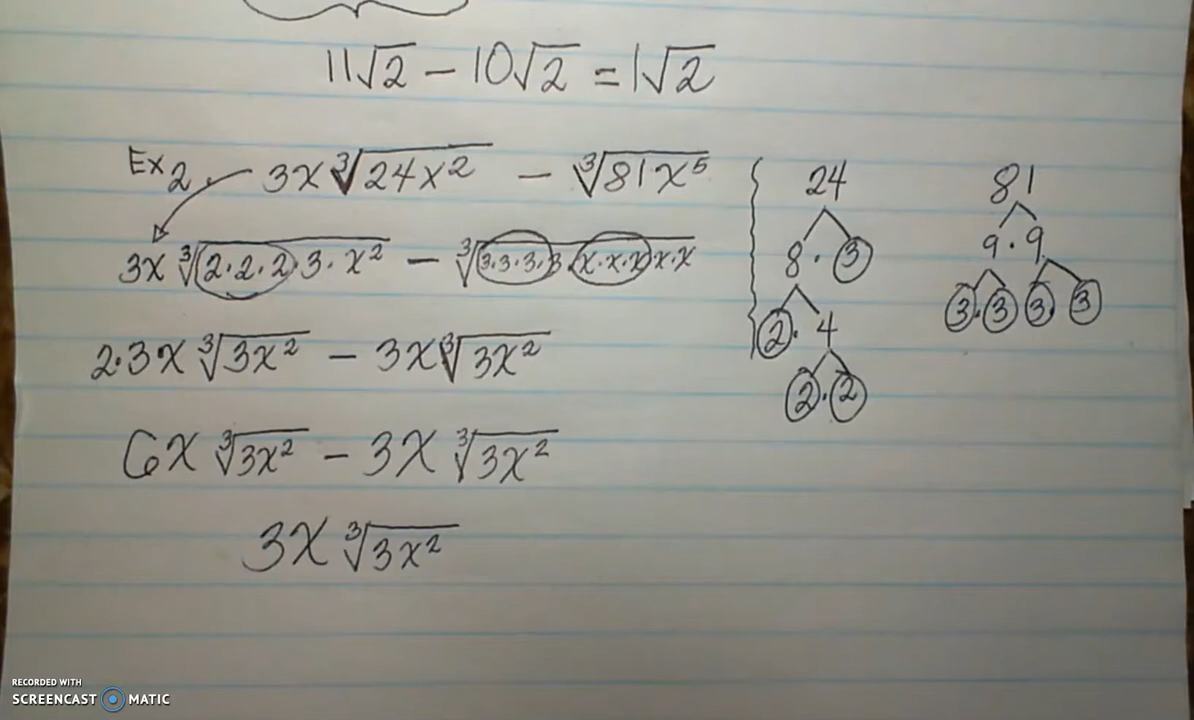 11√2 − 10√2 = 1√2
Ex 2. 3x ∛24x² − ∛81x⁵
3x ∛2·2·2·3·x² − ∛3·3·3·3·x·x·x·x·x
2·3x ∛3x² − 3x ∛3x²
6x ∛3x² − 3x ∛3x²
3x ∛3x²
24
8 · 3
2 · 4
2 · 2
81
9 · 9
3 · 3 3 · 3
RECORDED WITH
SCREENCAST MATIC